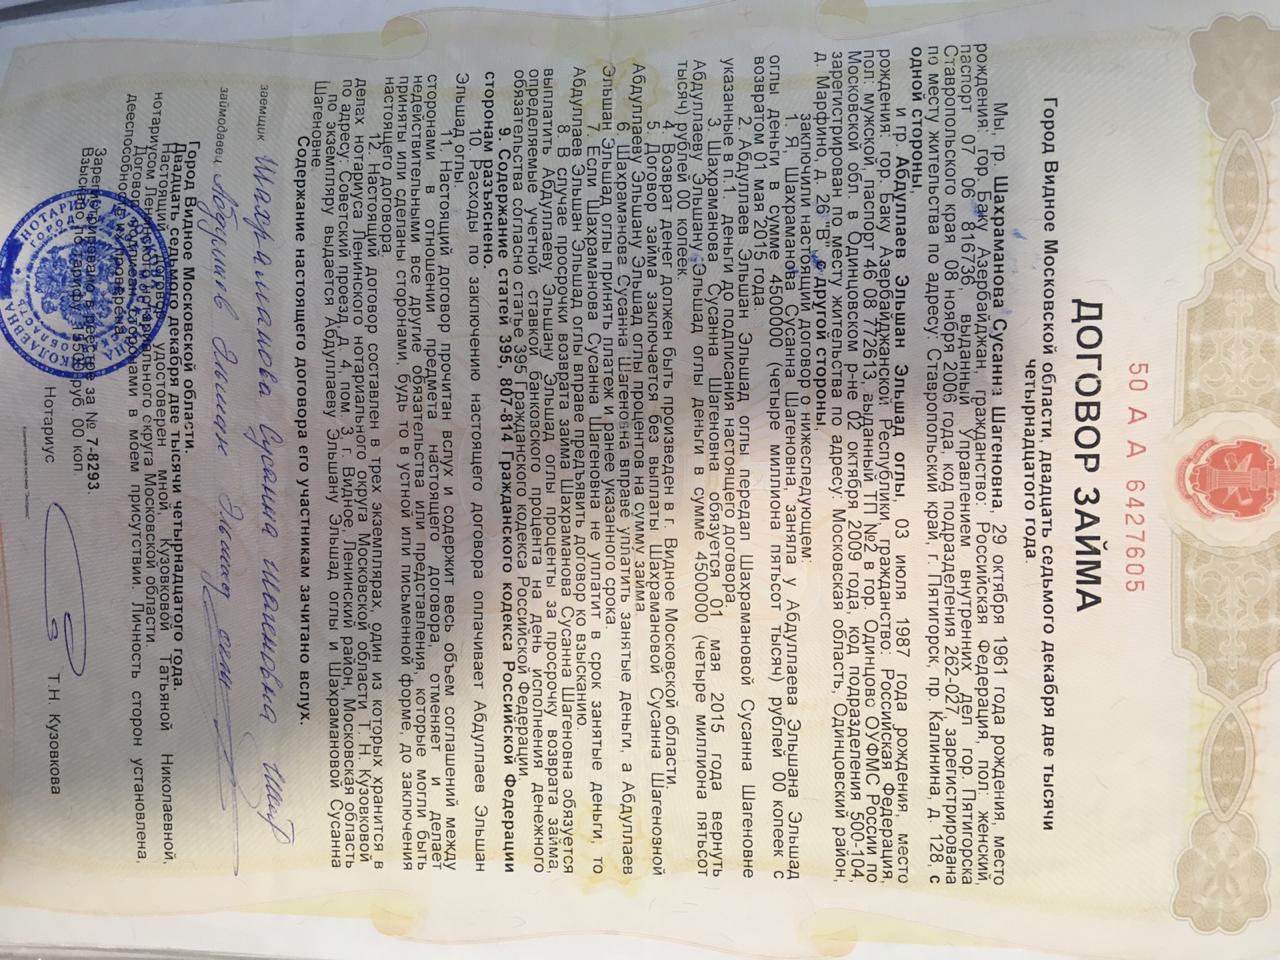 50 А А 6427605
ДОГОВОР ЗАЙМА
Город Видное Московской области, двадцать седьмого декабря две тысячи
четырнадцатого года.
Мы, гр. Шахраманова Сусанна Шагеновна, 29 октября 1961 года рождения, место
рождения: гор. Баку Азербайджан, гражданство: Российская Федерация, пол: женский,
паспорт 07 06 816736, выданный Управлением внутренних дел гор. Пятигорска
Ставропольского края 08 ноября 2006 года, код подразделения 262-027, зарегистрирована
по месту жительства по адресу: Ставропольский край, г. Пятигорск, пр. Калинина, д. 128, с
одной стороны,
и гр. Абдуллаев Эльшан Эльшад оглы, 03 июля 1987 года рождения, место
рождения: гор. Баку Азербайджанской Республики, гражданство: Российская Федерация,
пол: мужской, паспорт 46 08 772613, выданный ТП №2 в гор. Одинцово ОУФМС России по
Московской обл. в Одинцовском р-не 02 октября 2009 года, код подразделения 500-104,
зарегистрирован по месту жительства по адресу: Московская область, Одинцовский район,
д. Марфино, д. 26 "В", с другой стороны,
заключили настоящий договор о нижеследующем:
1. Я, Шахраманова Сусанна Шагеновна, заняла у Абдуллаева Эльшана Эльшад
оглы деньги в сумме 4500000 (четыре миллиона пятьсот тысяч) рублей 00 копеек с
возвратом 01 мая 2015 года.
2. Абдуллаев Эльшан Эльшад оглы передал Шахрамановой Сусанне Шагеновне
указанные в п.1. деньги до подписания настоящего договора.
3. Шахраманова Сусанна Шагеновна обязуется 01 мая 2015 года вернуть
Абдуллаеву Эльшану Эльшад оглы деньги в сумме 4500000 (четыре миллиона пятьсот
тысяч) рублей 00 копеек.
4. Возврат денег должен быть произведен в г. Видное Московской области.
5. Договор займа заключается без выплаты Шахрамановой Сусанной Шагеновной
Абдуллаеву Эльшану Эльшад оглы процентов на сумму займа.
6. Шахраманова Сусанна Шагеновна вправе уплатить занятые деньги, а Абдуллаев
Эльшан Эльшад оглы принять платеж и ранее указанного срока.
7. Если Шахраманова Сусанна Шагеновна не уплатит в срок занятые деньги, то
Абдуллаев Эльшан Эльшад оглы вправе предъявить договор ко взысканию.
8. В случае просрочки возврата займа Шахраманова Сусанна Шагеновна обязуется
выплатить Абдуллаеву Эльшану Эльшад оглы проценты за просрочку возврата займа,
определяемые учетной ставкой банковского процента на день исполнения денежного
обязательства согласно статье 395 Гражданского кодекса Российской Федерации.
9. Содержание статей 395, 807-814 Гражданского кодекса Российской Федерации
сторонам разъяснено.
10. Расходы по заключению настоящего договора оплачивает Абдуллаев Эльшан
Эльшад оглы.
11. Настоящий договор прочитан вслух и содержит весь объем соглашений между
сторонами в отношении предмета настоящего договора, отменяет и делает
недействительными все другие обязательства или предоставления, которые могли быть
приняты или сделаны сторонами, будь то в устной или письменной форме, до заключения
настоящего договора.
12. Настоящий договор составлен в трех экземплярах, один из которых хранится в
делах нотариуса Ленинского нотариального округа Московской области Т. Н. Кузовковой
по адресу: Советский проезд, д. 4, пом. 3, г. Видное, Ленинский район, Московская область
по экземпляру выдается Абдуллаеву Эльшану Эльшад оглы и Шахрамановой Сусанне
Шагеновне.
Содержание настоящего договора его участникам зачитано вслух.
заемщик Шахраманова Сусанна Шагеновна
займодавец Абдуллаев Эльшан Эльшад оглы
Город Видное Московской области.
Двадцать седьмого декабря две тысячи четырнадцатого года.
Настоящий договор удостоверен мной, Кузовковой Татьяной Николаевной,
нотариусом Ленинского нотариального округа Московской области.
Договор подписан сторонами в моем присутствии. Личность сторон установлена,
дееспособность их проверена.
Зарегистрировано в реестре за № 7-8293.
Взыскано по тарифу: руб. 00 коп.
Нотариус Т.Н. Кузовкова